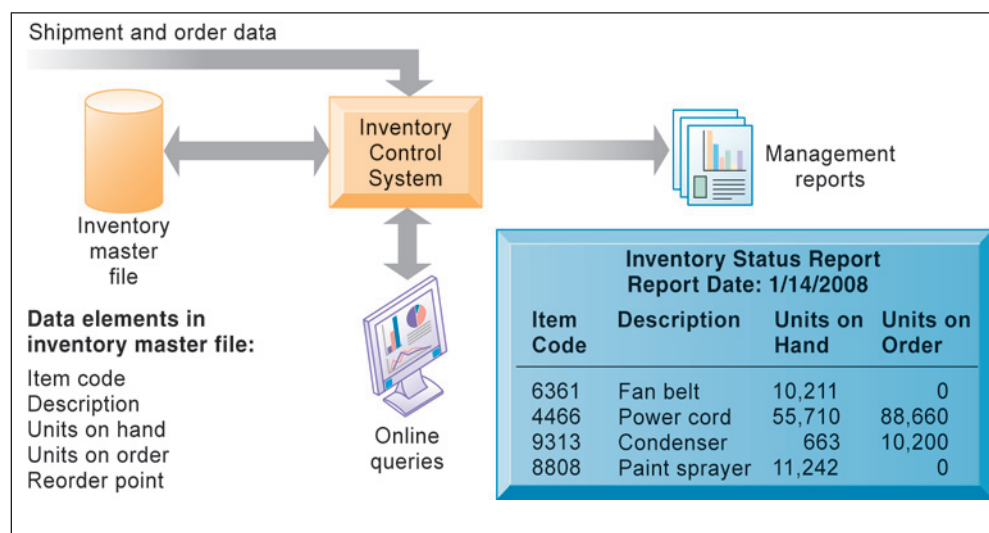 Shipment and order data
Inventory
Control
System
Management
reports
Inventory
master
file
Online
queries
Data elements in
inventory master file:
Item code
Description
Units on hand
Units on order
Reorder point
Inventory Status Report
Report Date: 1/14/2008
Item Description Units on Units on
Code Hand Order
6361 Fan belt 10,211 0
4466 Power cord 55,710 88,660
9313 Condenser 663 10,200
8808 Paint sprayer 11,242 0